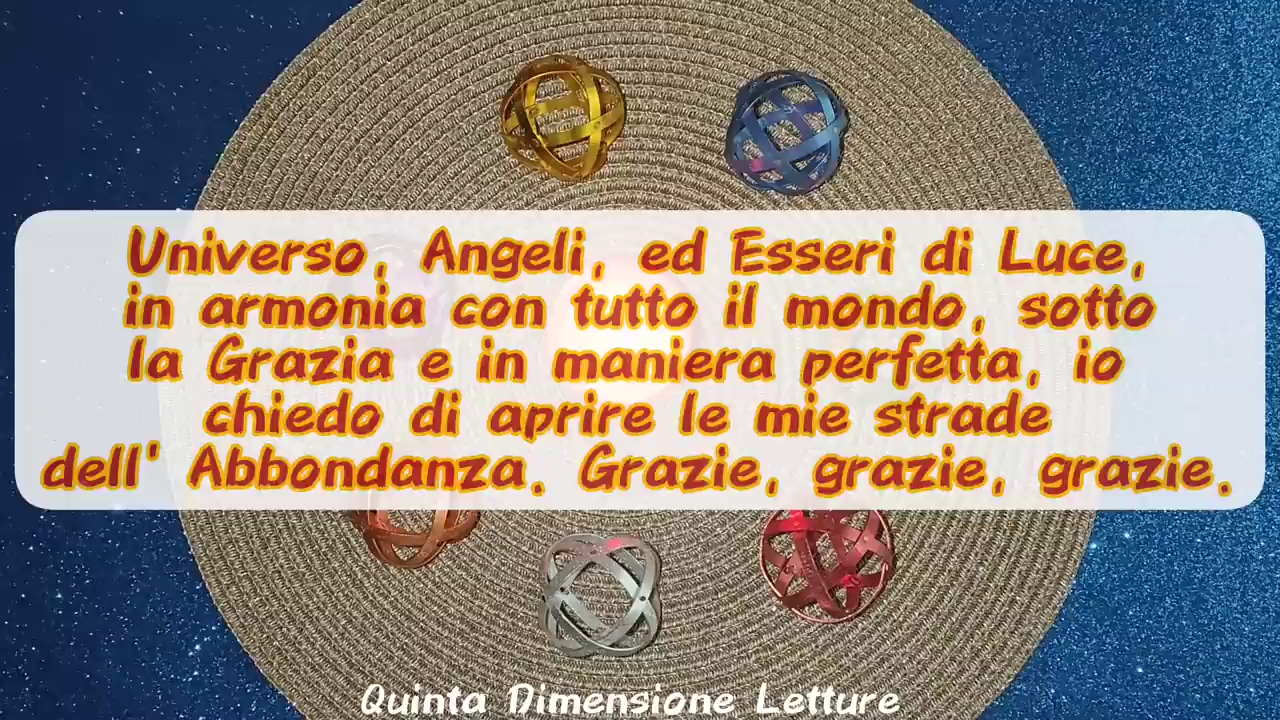 Universo, Angeli, ed Esseri di Luce,
in armonia con tutto il mondo, sotto
la Grazia e in maniera perfetta, io
chiedo di aprire le mie strade
dell' Abbondanza. Grazie, grazie, grazie.
Quinta Dimensione Letture